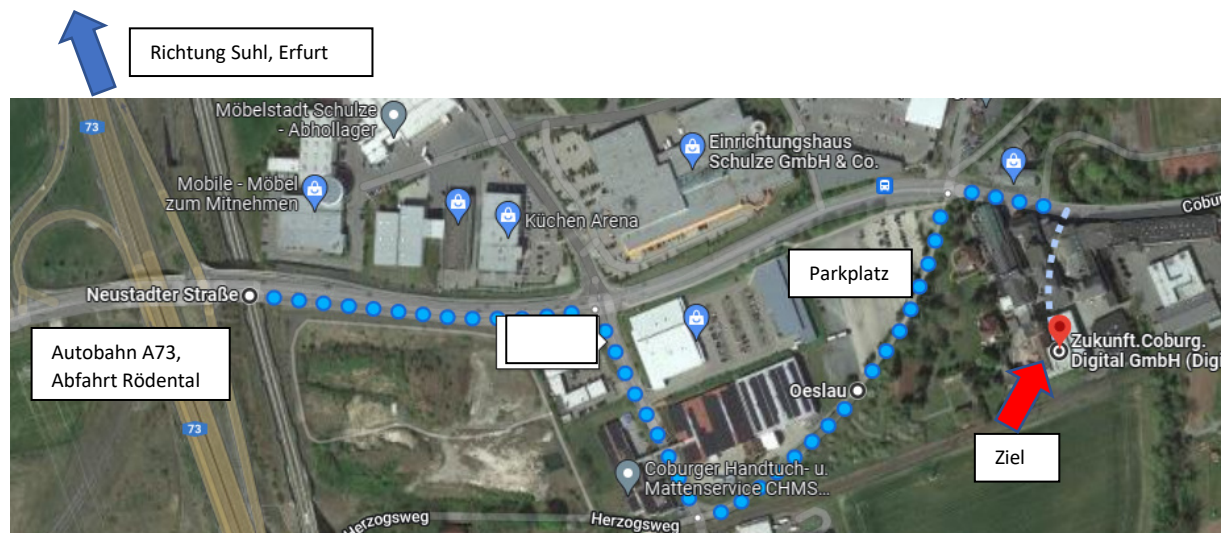 Richtung Suhl, Erfurt
Möbelstadt Schulze
- Abhollager
73
Einrichtungshaus
Schulze GmbH & Co.
Mobile - Möbel
zum Mitnehmen
Küchen Arena
Parkplatz
Neustadter Straße
Autobahn A73,
Abfahrt Rödental
Zukunft.Coburg.
Digital GmbH (Digi
Oeslau
73
Ziel
Coburger Handtuch- u.
Mattenservice CHMS...
Herzogsweg
Herzogsweg